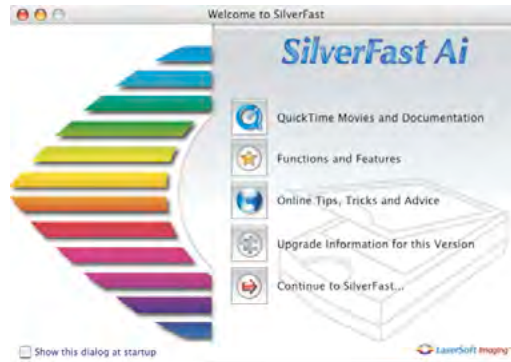 Welcome to SilverFast
SilverFast Ai
QuickTime Movies and Documentation
Functions and Features
Online Tips, Tricks and Advice
Upgrade Information for this Version
Continue to SilverFast...
Show this dialog at startup
LaserSoft Imaging